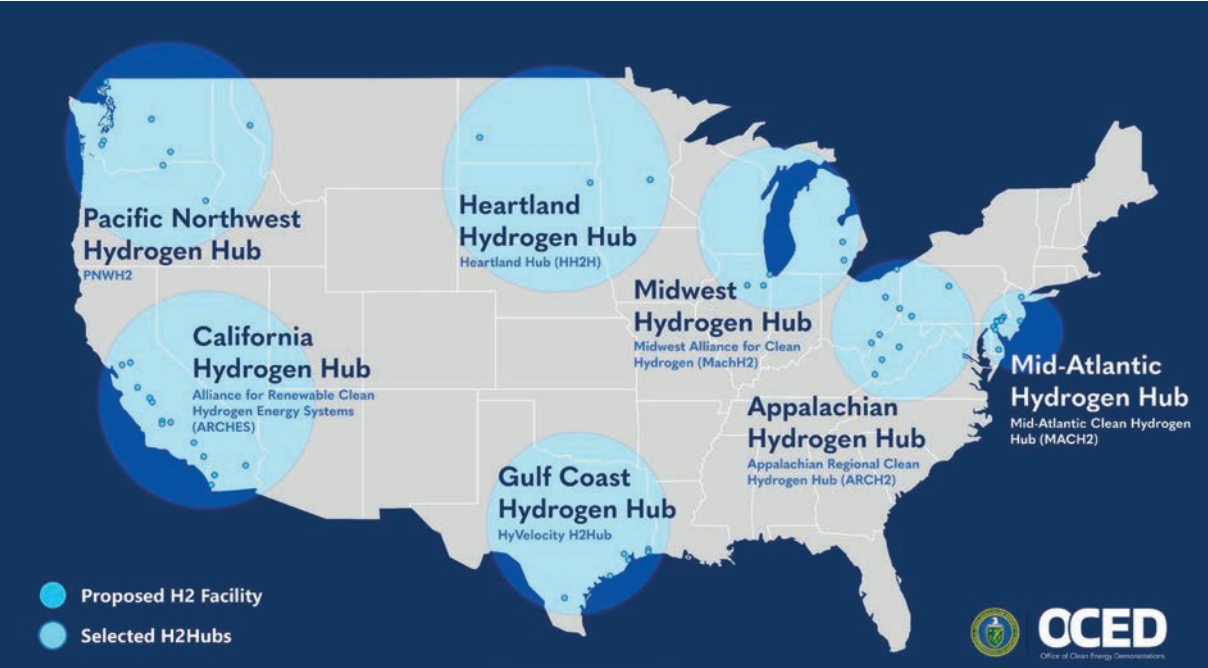 Pacific Northwest
Hydrogen Hub
PNWH2
Heartland
Hydrogen Hub
Heartland Hub (HH2H)
Midwest
Hydrogen Hub
Midwest Alliance for Clean
Hydrogen (MachH2)
California
Hydrogen Hub
Alliance for Renewable Clean
Hydrogen Energy Systems
(ARCHES)
Mid-Atlantic
Hydrogen Hub
Mid-Atlantic Clean Hydrogen
Hub (MACH2)
Appalachian
Hydrogen Hub
Appalachian Regional Clean
Hydrogen Hub (ARCH2)
Gulf Coast
Hydrogen Hub
HyVelocity H2Hub
Proposed H2 Facility
Selected H2Hubs
OCED
Office of Clean Energy Demonstrations